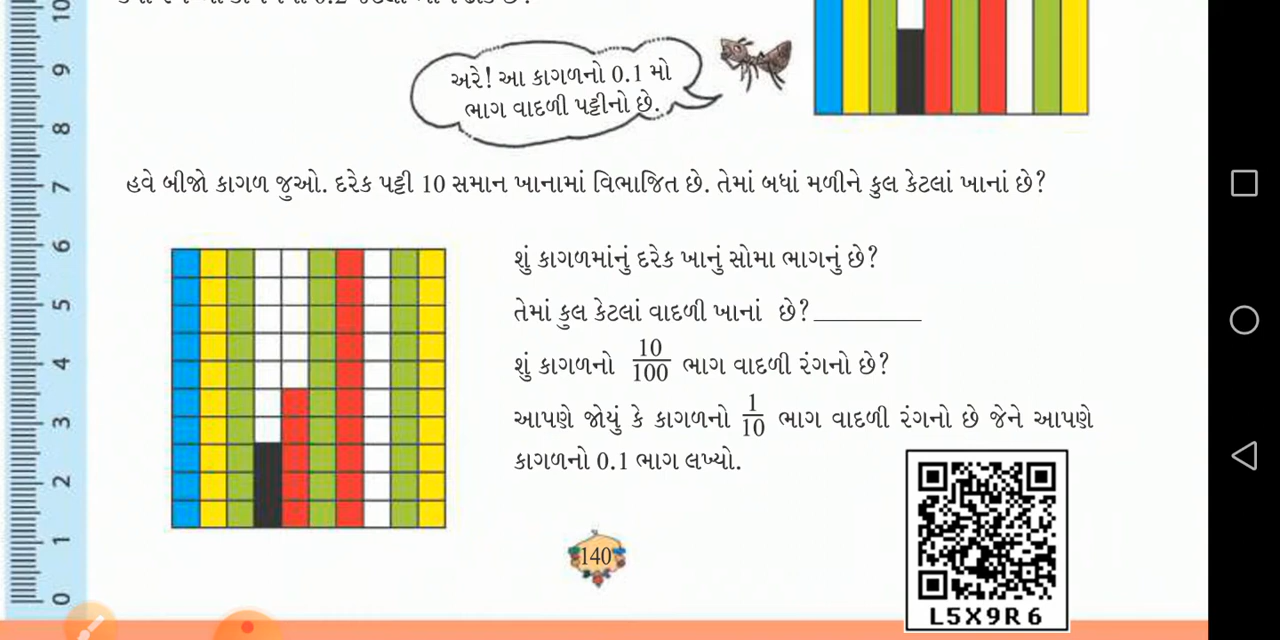 અરે! આ કાગળનો 0.1 મો
ભાગ વાદળી પટ્ટીનો છે.
હવે બીજો કાગળ જુઓ. દરેક પટ્ટી 10 સમાન ખાનામાં વિભાજિત છે. તેમાં બધાં મળીને કુલ કેટલાં ખાનાં છે?
શું કાગળમાંનું દરેક ખાનું સોમા ભાગનું છે?
તેમાં કુલ કેટલાં વાદળી ખાનાં છે?
શું કાગળનો 10/100 ભાગ વાદળી રંગનો છે?
આપણે જોયું કે કાગળનો 1/10 ભાગ વાદળી રંગનો છે જેને આપણે
કાગળનો 0.1 ભાગ લખ્યો.
140
L5X9R6
10
9
8
7
6
5
4
3
2
1
0